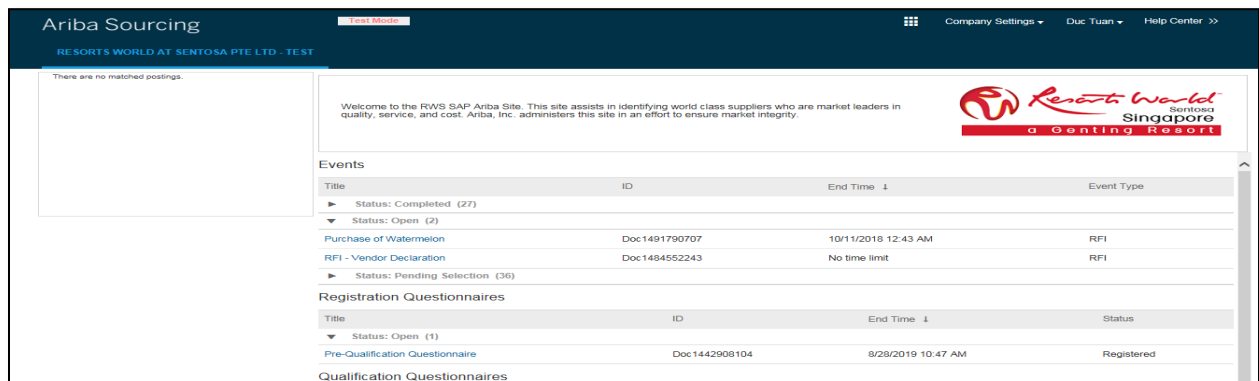 Ariba Sourcing
Test Mode
Company Settings
Duc Tuan
Help Center >>
RESORTS WORLD AT SENTOSA PTE LTD - TEST
There are no matched postings.
Welcome to the RWS SAP Ariba Site. This site assists in identifying world class suppliers who are market leaders in
quality, service, and cost. Ariba, Inc. administers this site in an effort to ensure market integrity.
Resorts World
Sentosa
Singapore
a Genting Resort
Events
Title ID End Time ↓ Event Type
► Status: Completed (27)
▼ Status: Open (2)
Purchase of Watermelon Doc1491790707 10/11/2018 12:43 AM RFI
RFI - Vendor Declaration Doc1484552243 No time limit RFI
► Status: Pending Selection (36)
Registration Questionnaires
Title ID End Time ↓ Status
▼ Status: Open (1)
Pre-Qualification Questionnaire Doc1442908104 8/28/2019 10:47 AM Registered
Qualification Questionnaires